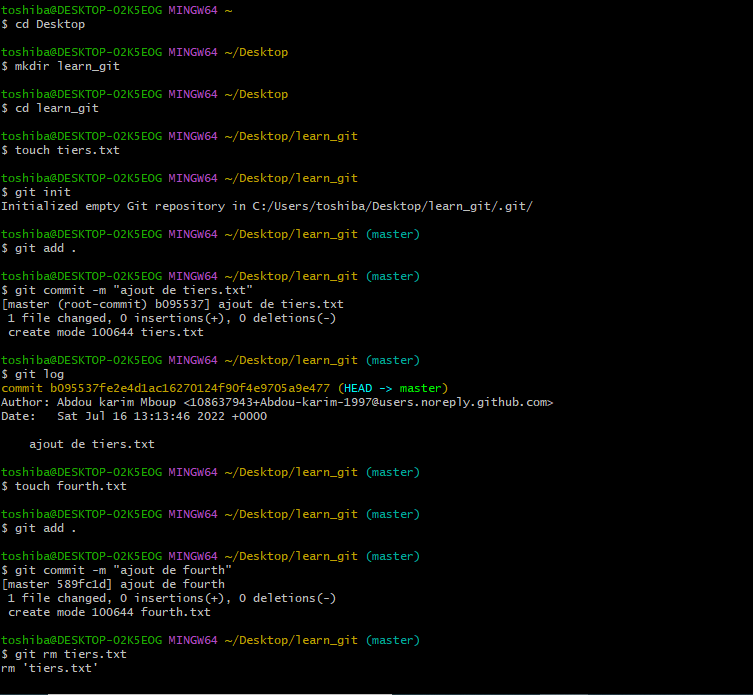 toshiba@DESKTOP-02K5EOG MINGW64 ~
$ cd Desktop
toshiba@DESKTOP-02K5EOG MINGW64 ~/Desktop
$ mkdir learn_git
toshiba@DESKTOP-02K5EOG MINGW64 ~/Desktop
$ cd learn_git
toshiba@DESKTOP-02K5EOG MINGW64 ~/Desktop/learn_git
$ touch tiers.txt
toshiba@DESKTOP-02K5EOG MINGW64 ~/Desktop/learn_git
$ git init
Initialized empty Git repository in C:/Users/toshiba/Desktop/learn_git/.git/
toshiba@DESKTOP-02K5EOG MINGW64 ~/Desktop/learn_git (master)
$ git add .
toshiba@DESKTOP-02K5EOG MINGW64 ~/Desktop/learn_git (master)
$ git commit -m "ajout de tiers.txt"
[master (root-commit) b095537] ajout de tiers.txt
 1 file changed, 0 insertions(+), 0 deletions(-)
 create mode 100644 tiers.txt
toshiba@DESKTOP-02K5EOG MINGW64 ~/Desktop/learn_git (master)
$ git log
commit b095537fe2e4d1ac16270124f90f4e9705a9e477 (HEAD -> master)
Author: Abdou karim Mboup <108637943+Abdou-karim-1997@users.noreply.github.com>
Date:   Sat Jul 16 13:13:46 2022 +0000
    ajout de tiers.txt
toshiba@DESKTOP-02K5EOG MINGW64 ~/Desktop/learn_git (master)
$ touch fourth.txt
toshiba@DESKTOP-02K5EOG MINGW64 ~/Desktop/learn_git (master)
$ git add .
toshiba@DESKTOP-02K5EOG MINGW64 ~/Desktop/learn_git (master)
$ git commit -m "ajout de fourth"
[master 589fc1d] ajout de fourth
 1 file changed, 0 insertions(+), 0 deletions(-)
 create mode 100644 fourth.txt
toshiba@DESKTOP-02K5EOG MINGW64 ~/Desktop/learn_git (master)
$ git rm tiers.txt
rm 'tiers.txt'